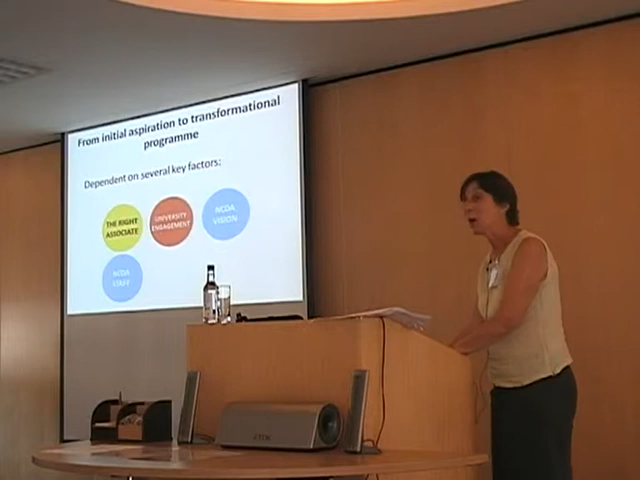 From initial aspiration to transformational
programme
Dependent on several key factors:
THE RIGHT
ASSOCIATE
UNIVERSITY
ENGAGEMENT
NCDA
VISION
NCDA
STAFF
TDK